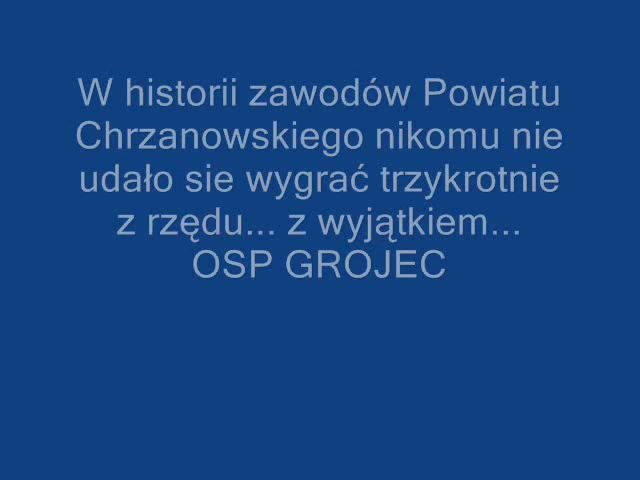 W historii zawodów Powiatu
Chrzanowskiego nikomu nie
udało sie wygrać trzykrotnie
z rzędu... z wyjątkiem...
OSP GROJEC